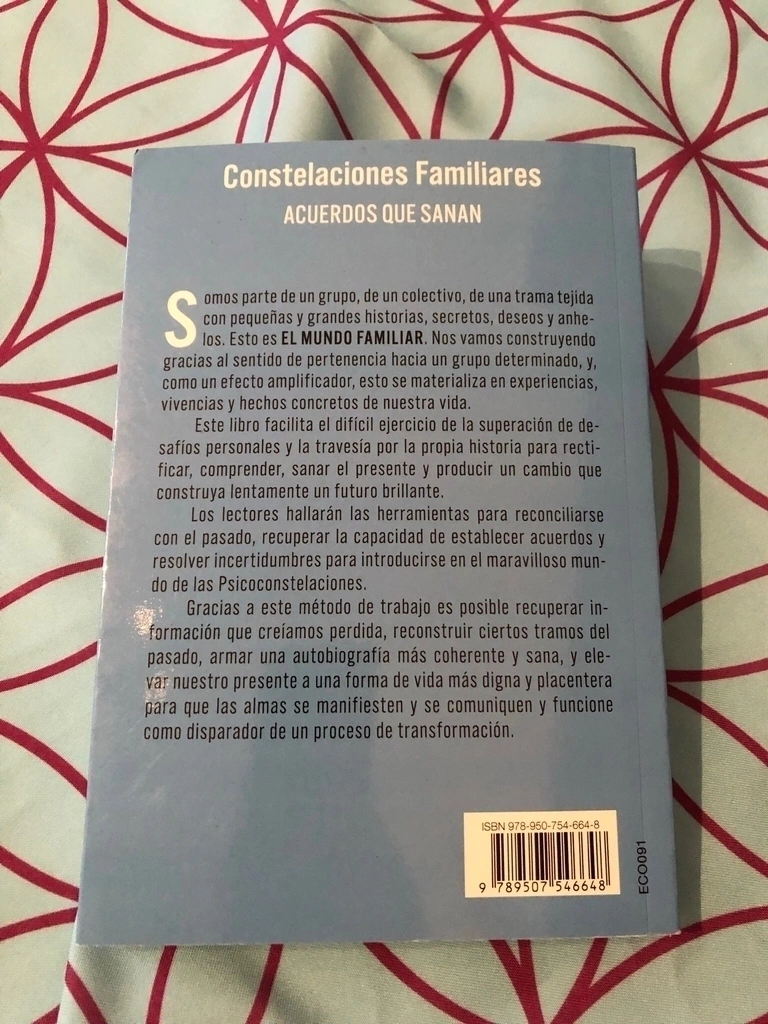 Constelaciones Familiares
ACUERDOS QUE SANAN
Somos parte de un grupo, de un colectivo, de una trama tejida
con pequeñas y grandes historias, secretos, deseos y anhe-
los. Esto es EL MUNDO FAMILIAR. Nos vamos construyendo
gracias al sentido de pertenencia hacia un grupo determinado, y,
como un efecto amplificador, esto se materializa en experiencias,
vivencias y hechos concretos de nuestra vida.
Este libro facilita el difícil ejercicio de la superación de de-
safíos personales y la travesía por la propia historia para recti-
ficar, comprender, sanar el presente y producir un cambio que
construya lentamente un futuro brillante.
Los lectores hallarán las herramientas para reconciliarse
con el pasado, recuperar la capacidad de establecer acuerdos y
resolver incertidumbres para introducirse en el maravilloso mun-
do de las Psicoconstelaciones.
Gracias a este método de trabajo es posible recuperar in-
formación que creíamos perdida, reconstruir ciertos tramos del
pasado, armar una autobiografía más coherente y sana, y ele-
var nuestro presente a una forma de vida más digna y placentera
para que las almas se manifiesten y se comuniquen y funcione
como disparador de un proceso de transformación.
ISBN 978-950-754-664-8
9 789507 546648
ECO091